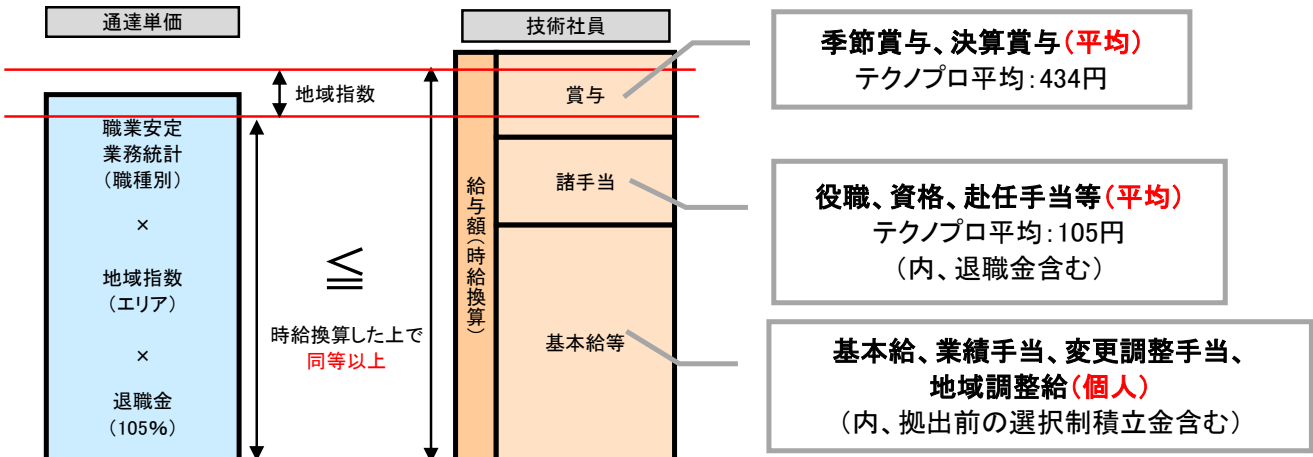 通達単価
地域指数
職業安定
業務統計
(職種別)
×
地域指数
(エリア)
×
退職金
(105%)
≦
時給換算した上で
同等以上
技術社員
給与額(時給換算)
賞与
諸手当
基本給等
季節賞与、決算賞与(平均)
テクノプロ平均:434円
役職、資格、赴任手当等(平均)
テクノプロ平均:105円
(内、退職金含む)
基本給、業績手当、変更調整手当、
地域調整給(個人)
(内、拠出前の選択制積立金含む)